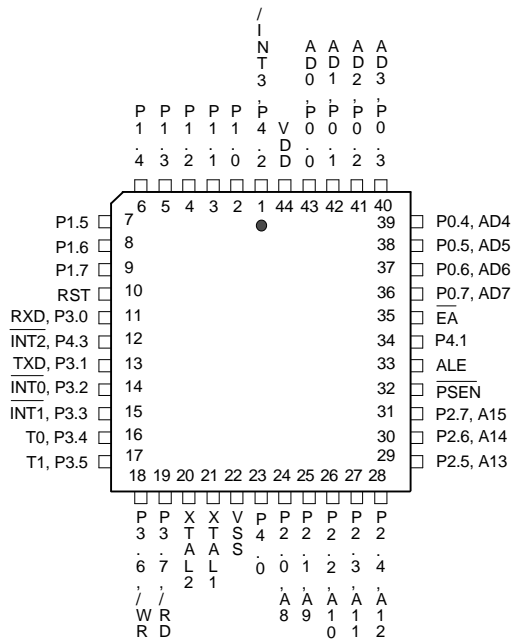 P1.4
P1.3
P1.2
P1.1
P1.0
/INT3, P4.2
VDD
AD0, P0.0
AD1, P0.1
AD2, P0.2
AD3, P0.3
6 5 4 3 2 1 44 43 42 41 40
P1.5 7
P1.6 8
P1.7 9
RST 10
RXD, P3.0 11
INT2, P4.3 12
TXD, P3.1 13
INT0, P3.2 14
INT1, P3.3 15
T0, P3.4 16
T1, P3.5 17
39 P0.4, AD4
38 P0.5, AD5
37 P0.6, AD6
36 P0.7, AD7
35 EA
34 P4.1
33 ALE
32 PSEN
31 P2.7, A15
30 P2.6, A14
29 P2.5, A13
18 19 20 21 22 23 24 25 26 27 28
P3.6, /WR
P3.7, /RD
XTAL2
XTAL1
VSS
P4.0
P2.0, A8
P2.1, A9
P2.2, A10
P2.3, A11
P2.4, A12